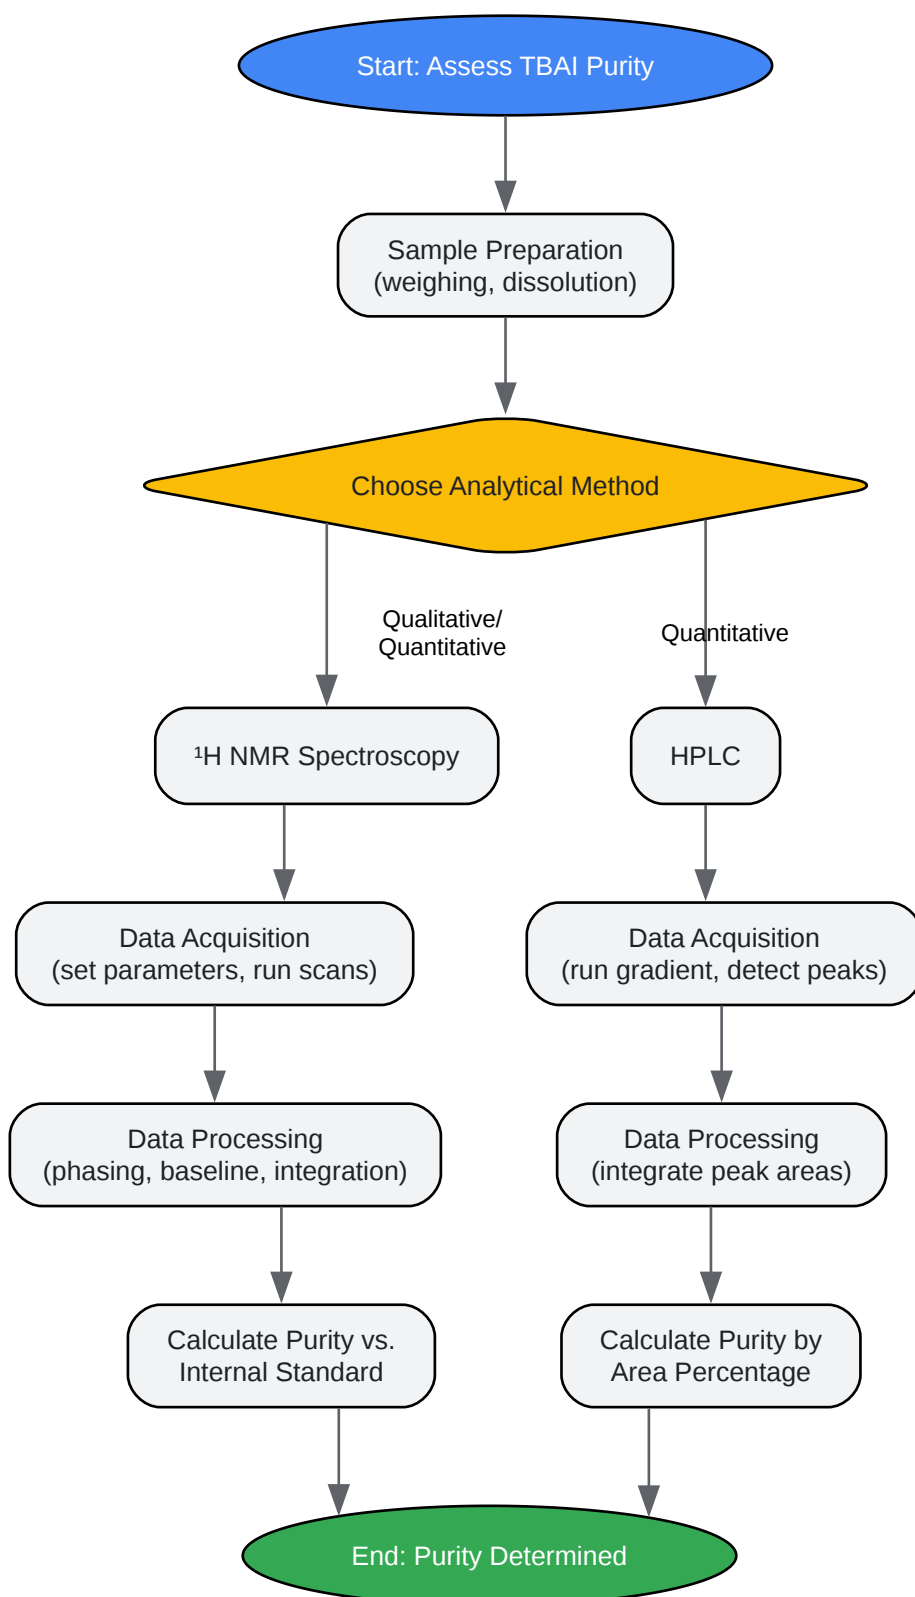 Start: Assess TBAI Purity
Sample Preparation
(weighing, dissolution)
Choose Analytical Method
Qualitative/
Quantitative
Quantitative
¹H NMR Spectroscopy
HPLC
Data Acquisition
(set parameters, run scans)
Data Acquisition
(run gradient, detect peaks)
Data Processing
(phasing, baseline, integration)
Data Processing
(integrate peak areas)
Calculate Purity vs.
Internal Standard
Calculate Purity by
Area Percentage
End: Purity Determined